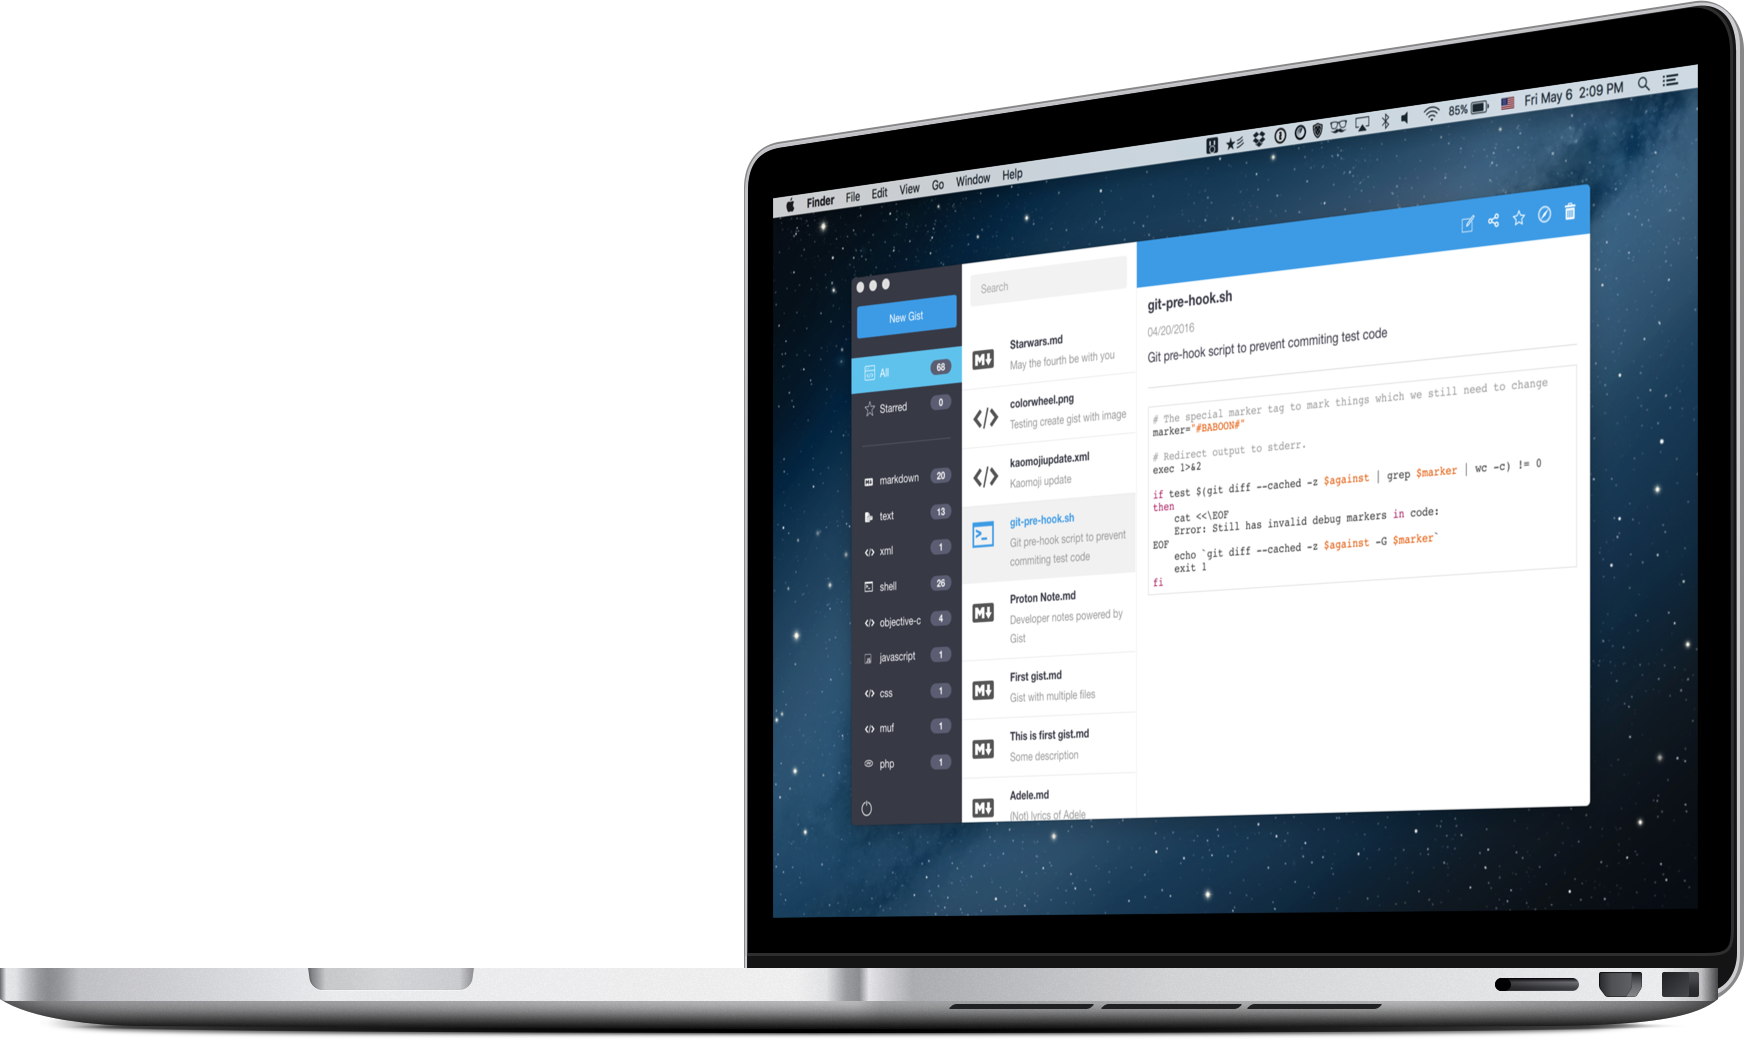 Finder File Edit View Go Window Help 85% Fri May 6 2:09 PM
New Gist
All 68
Starred 0
markdown 20
text 13
xml 1
shell 26
objective-c 4
javascript 1
css 1
muf 1
php 1
Search
Starwars.md
May the fourth be with you
colorwheel.png
Testing create gist with image
kaomojiupdate.xml
Kaomoji update
git-pre-hook.sh
Git pre-hook script to prevent
commiting test code
Proton Note.md
Developer notes powered by
Gist
First gist.md
Gist with multiple files
This is first gist.md
Some description
Adele.md
(Not) lyrics of Adele
git-pre-hook.sh
04/20/2016
Git pre-hook script to prevent commiting test code
# The special marker tag to mark things which we still need to change
marker="#BABOON#"
# Redirect output to stderr.
exec 1>&2
if test $(git diff --cached -z $against | grep $marker | wc -c) != 0
then
cat <<\EOF
Error: Still has invalid debug markers in code:
EOF
echo `git diff --cached -z $against -G $marker`
exit 1
fi